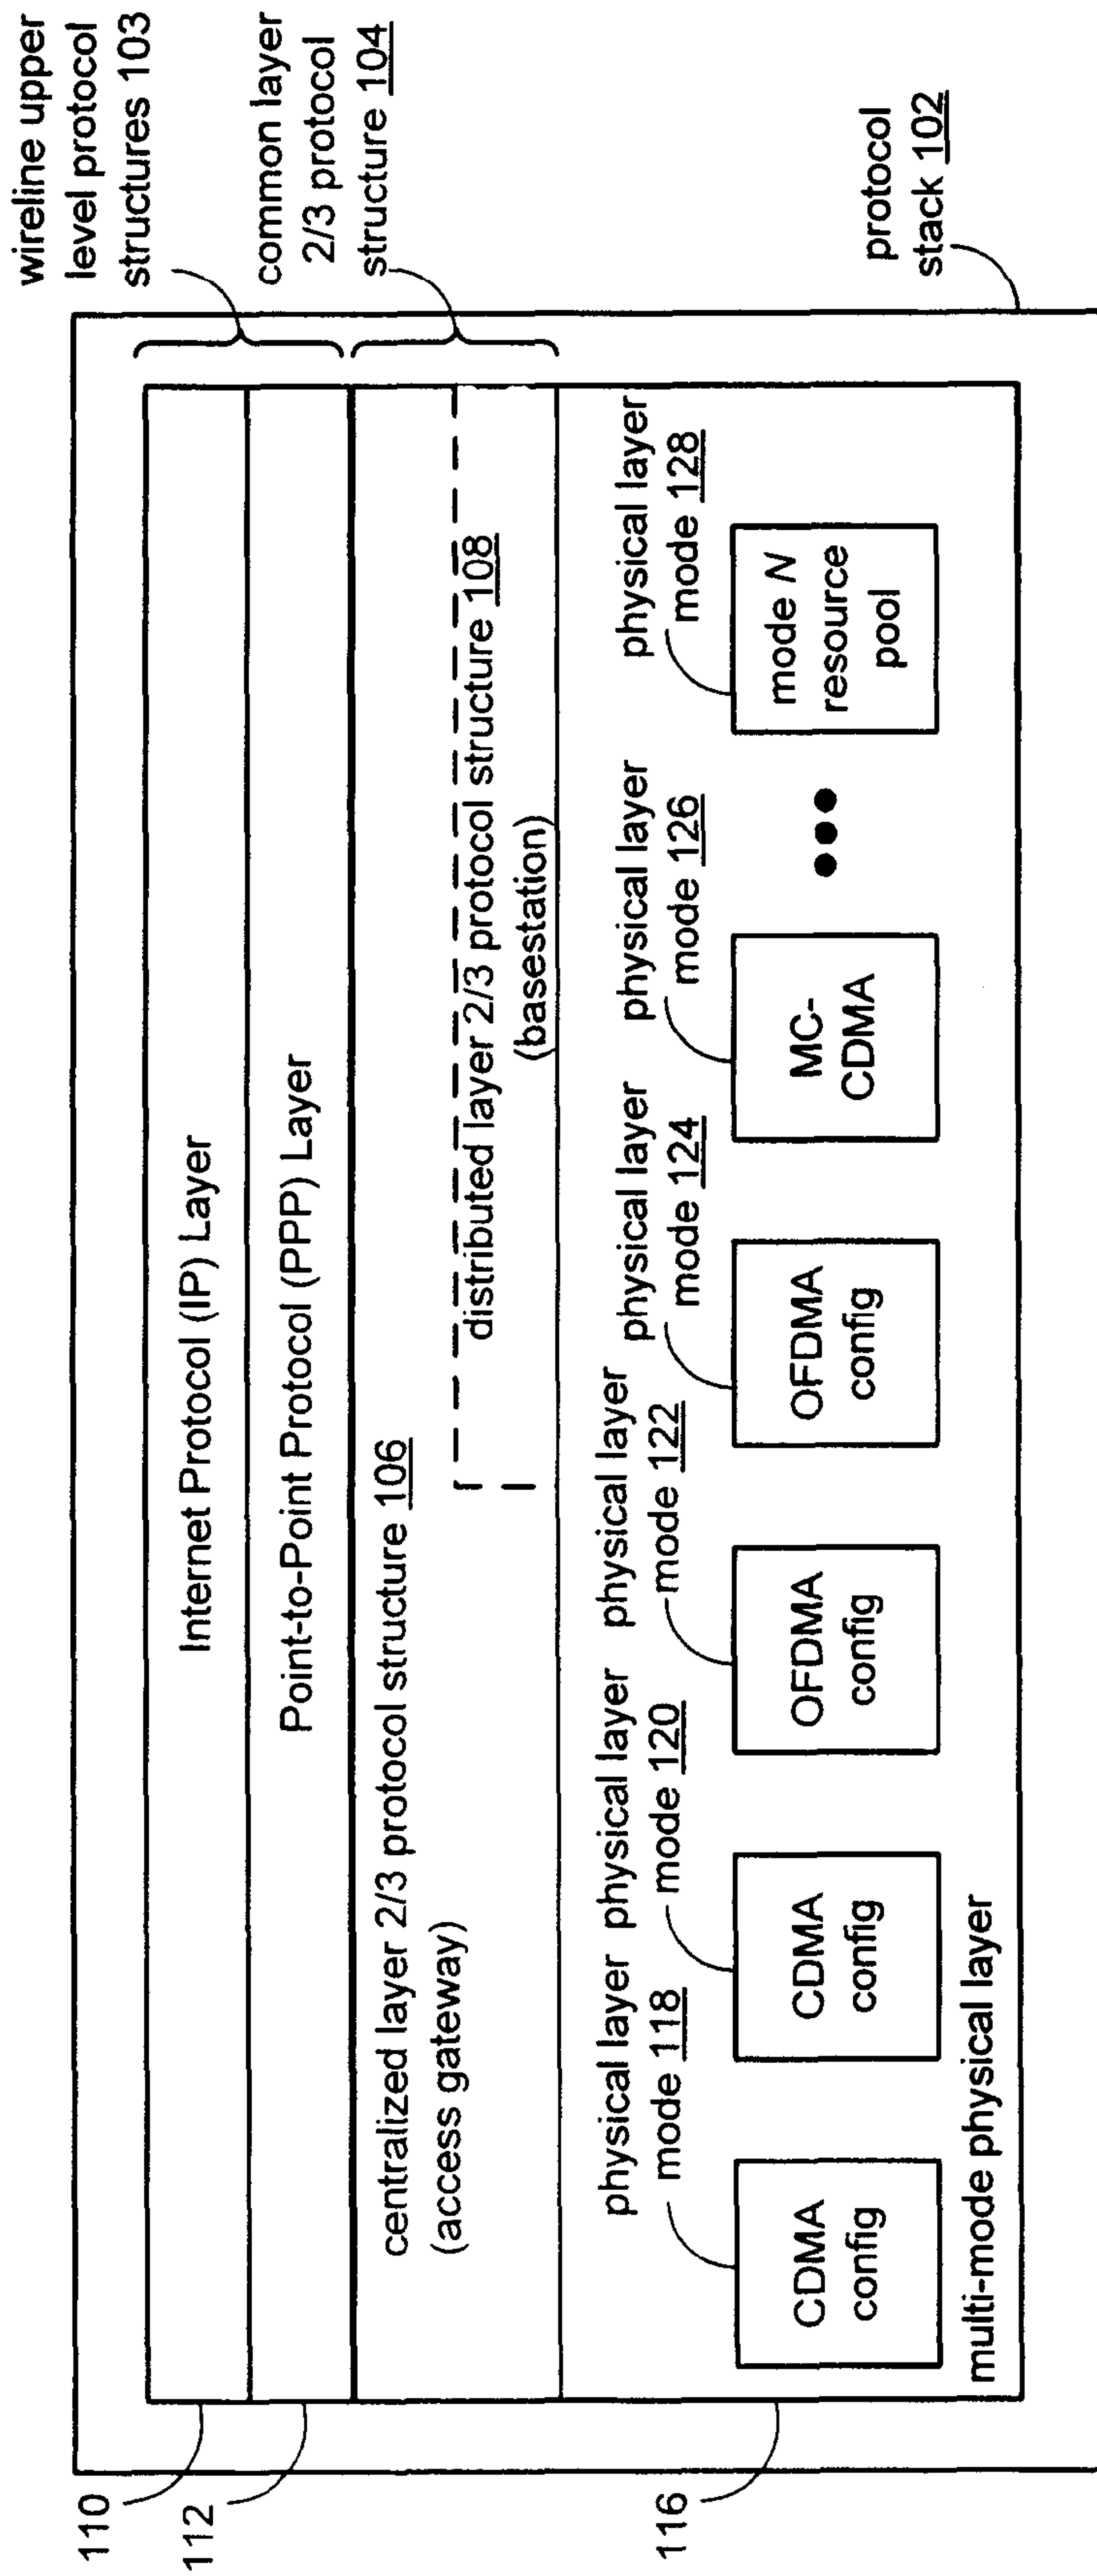 wireline upper
level protocol
structures 103
common layer
2/3 protocol
structure 104
110
Internet Protocol (IP) Layer
112
Point-to-Point Protocol (PPP) Layer
centralized layer 2/3 protocol structure 106
(access gateway)
distributed layer 2/3 protocol structure 108
(basestation)
physical layer
mode 118
physical layer
mode 120
physical layer
mode 122
physical layer
mode 124
physical layer
mode 126
physical layer
mode 128
116
CDMA
config
CDMA
config
OFDMA
config
OFDMA
config
MC-
CDMA
mode N
resource
pool
multi-mode physical layer
protocol
stack 102